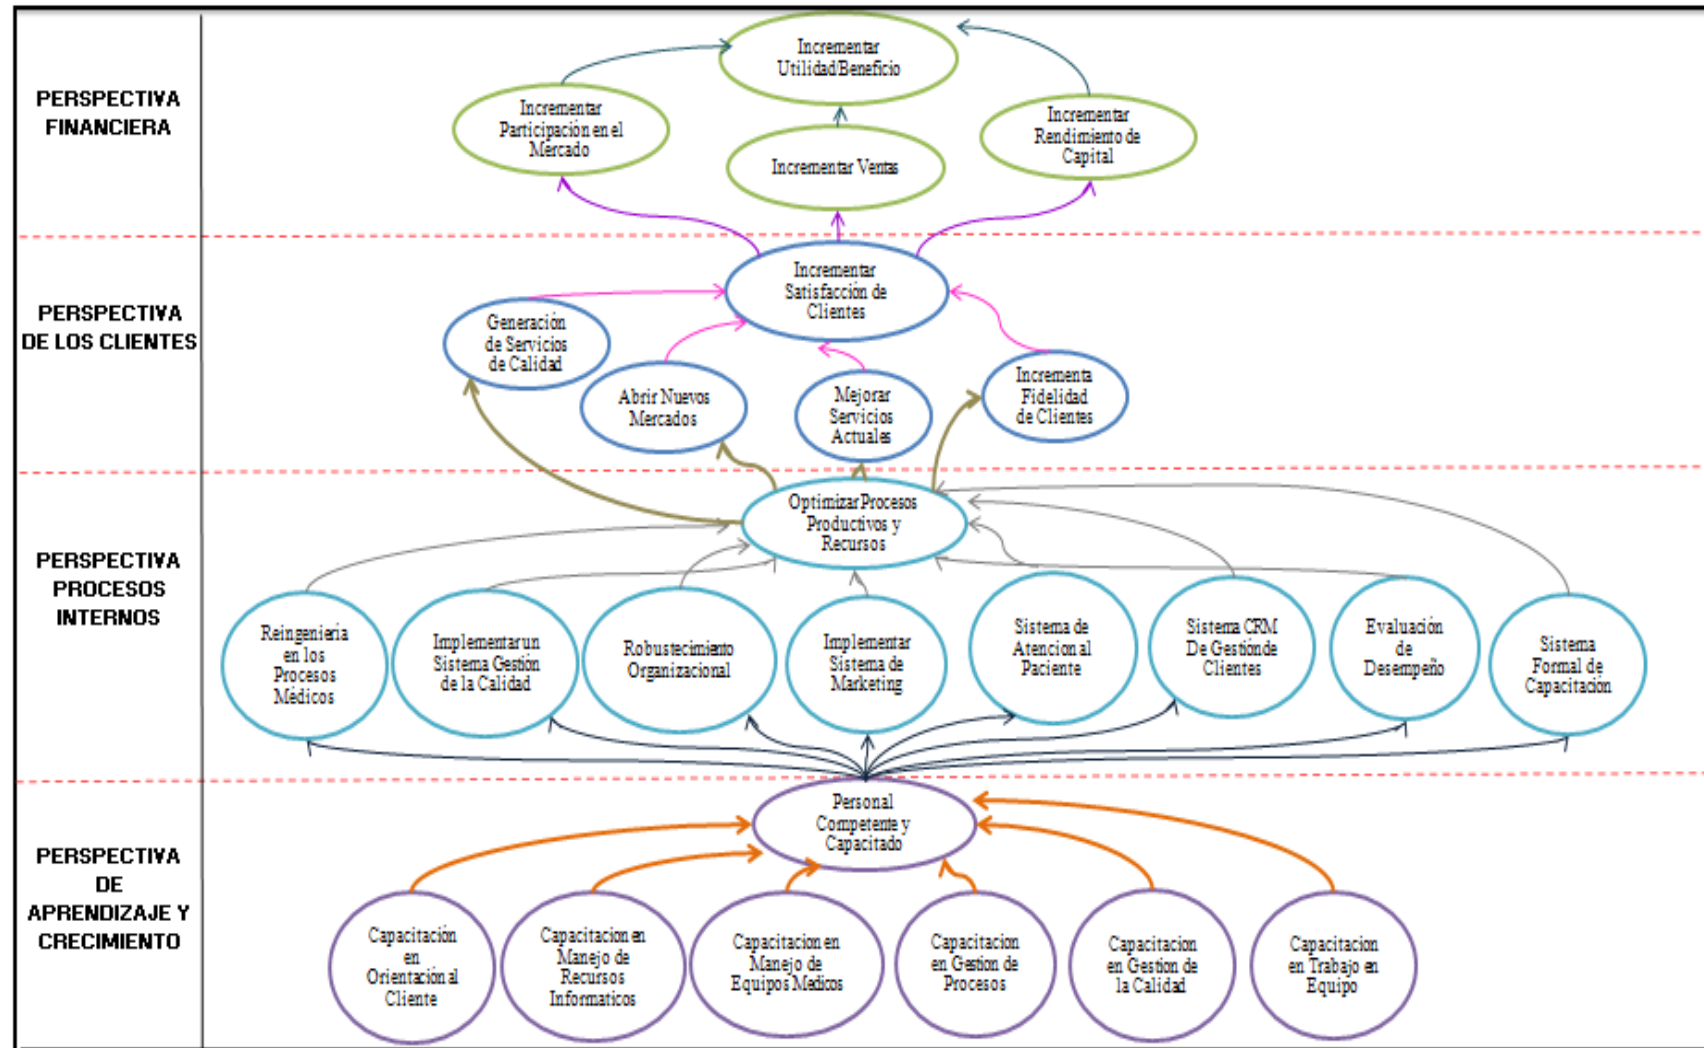 PERSPECTIVA
FINANCIERA
Incrementar
Utilidad/Beneficio
Incrementar
Participación en el
Mercado
Incrementar Ventas
Incrementar
Rendimiento de
Capital
PERSPECTIVA
DE LOS CLIENTES
Incrementar
Satisfacción de
Clientes
Generación
de Servicios
de Calidad
Abrir Nuevos
Mercados
Mejorar
Servicios
Actuales
Incrementa
Fidelidad
de Clientes
PERSPECTIVA
PROCESOS
INTERNOS
Optimizar Procesos
Productivos y
Recursos
Reingeniería
en los
Procesos
Médicos
Implementar un
Sistema Gestión
de la Calidad
Robustecimiento
Organizacional
Implementar
Sistema de
Marketing
Sistema de
Atencion al
Paciente
Sistema CRM
De Gestión de
Clientes
Evaluación
de
Desempeño
Sistema
Formal de
Capacitación
PERSPECTIVA
DE
APRENDIZAJE Y
CRECIMIENTO
Personal
Competente y
Capacitado
Capacitación
en
Orientación al
Cliente
Capacitacion en
Manejo de
Recursos
Informaticos
Capacitacion en
Manejo de
Equipos Medicos
Capacitacion
en Gestion de
Procesos
Capacitacion
en Gestion de
la Calidad
Capacitacion
en Trabajo en
Equipo